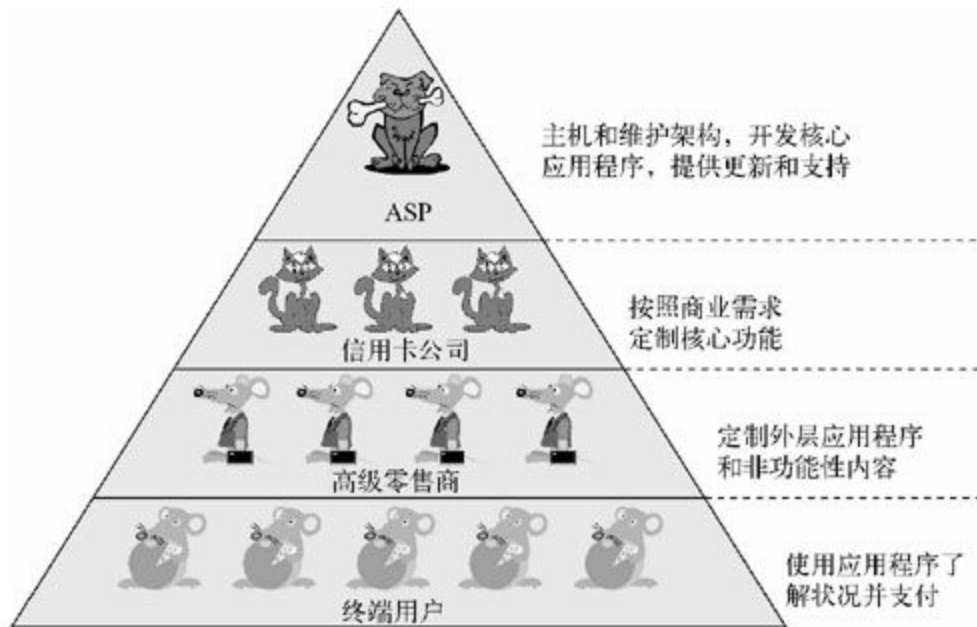 主机和维护架构，开发核心
应用程序，提供更新和支持
ASP
按照商业需求
定制核心功能
信用卡公司
定制外层应用程序
和非功能性内容
高级零售商
使用应用程序了
解状况并支付
终端用户